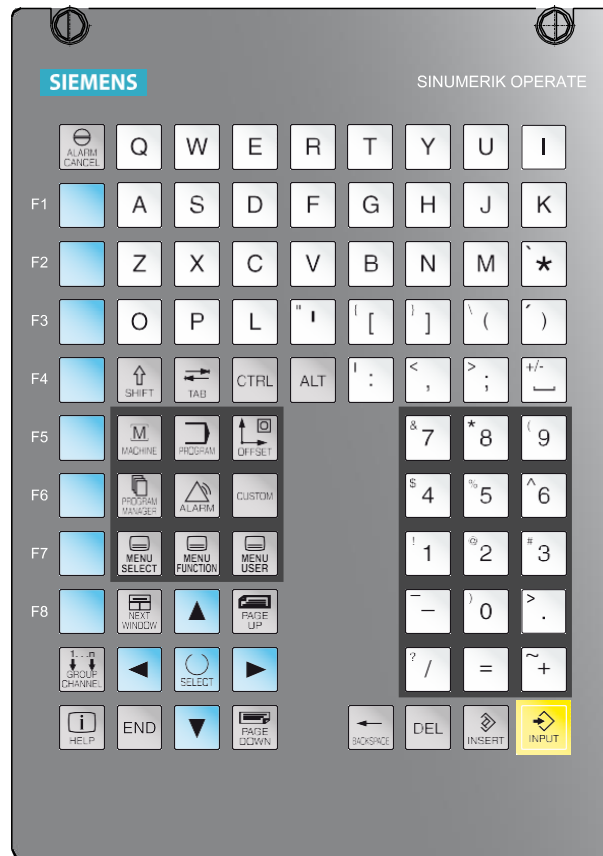 SIEMENS SINUMERIK OPERATE
ALARM CANCEL Q W E R T Y U I
F1 A S D F G H J K
F2 Z X C V B N M ` *
F3 O P L " ' { [ } ] \ ( ´ )
F4 SHIFT TAB CTRL ALT | : < , > ; +/-
F5 M MACHINE PROGRAM OFFSET & 7 * 8 ( 9
F6 PROGRAM MANAGER ALARM CUSTOM $ 4 % 5 ^ 6
F7 MENU SELECT MENU FUNCTION MENU USER ! 1 @ 2 # 3
F8 NEXT WINDOW PAGE UP _ - ) 0 > .
1...n GROUP CHANNEL SELECT ? / = ~ +
i HELP END PAGE DOWN BACKSPACE DEL INSERT INPUT